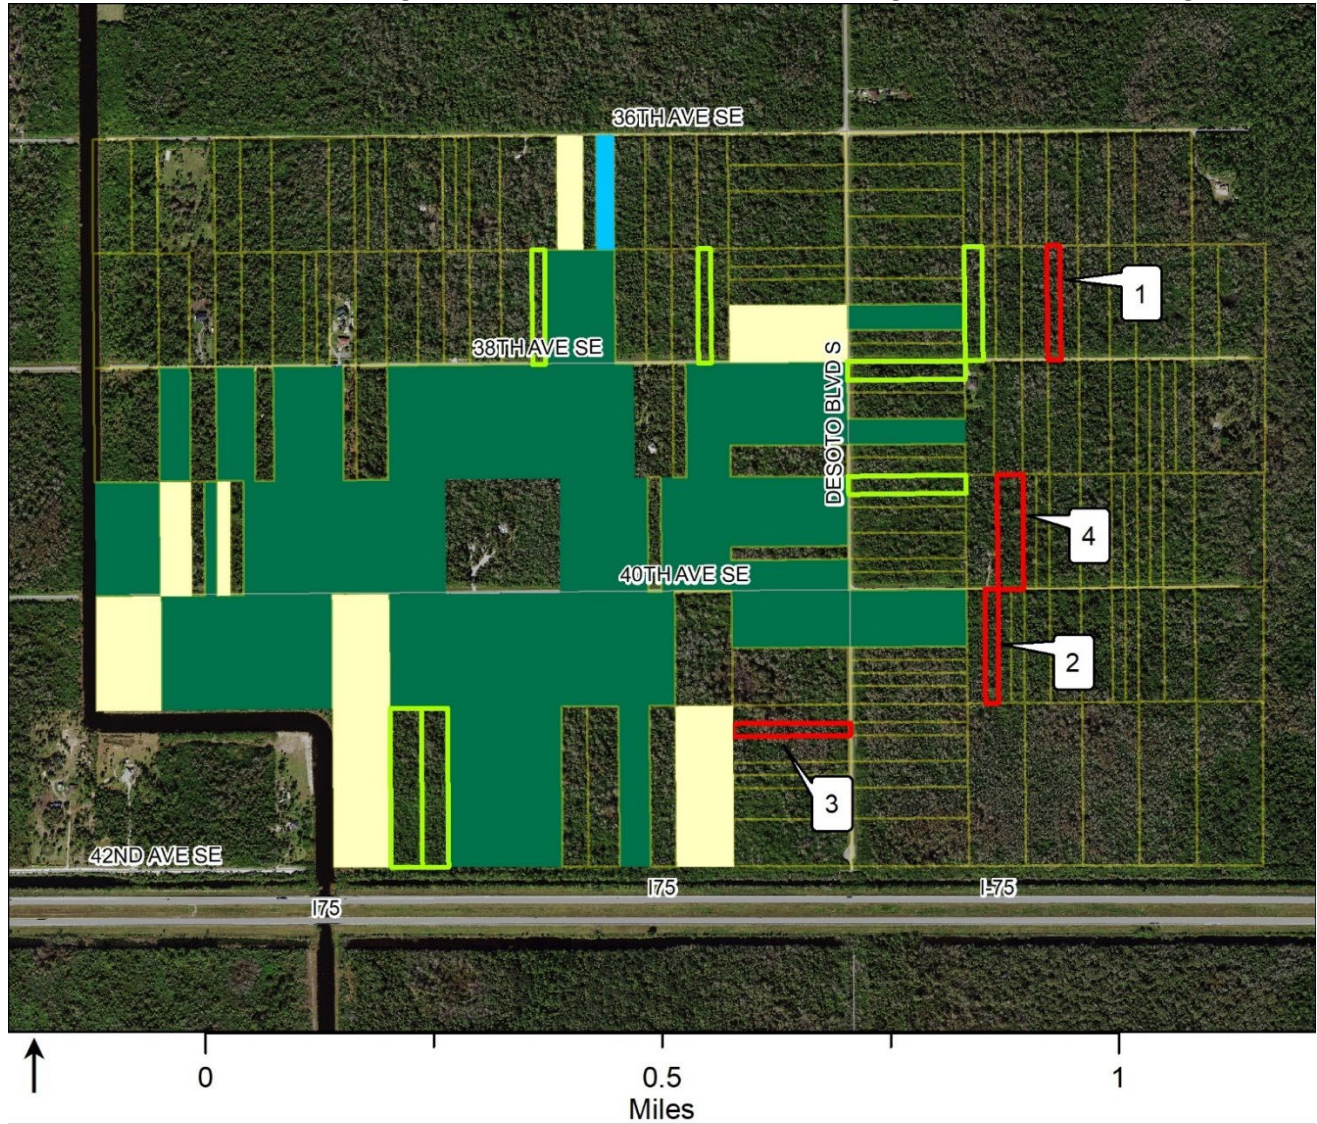 36TH AVE SE
1
38TH AVE SE
DESOTO BLVD S
4
40TH AVE SE
2
3
42ND AVE SE
I75
I-75
I75
0
0.5
1
Miles